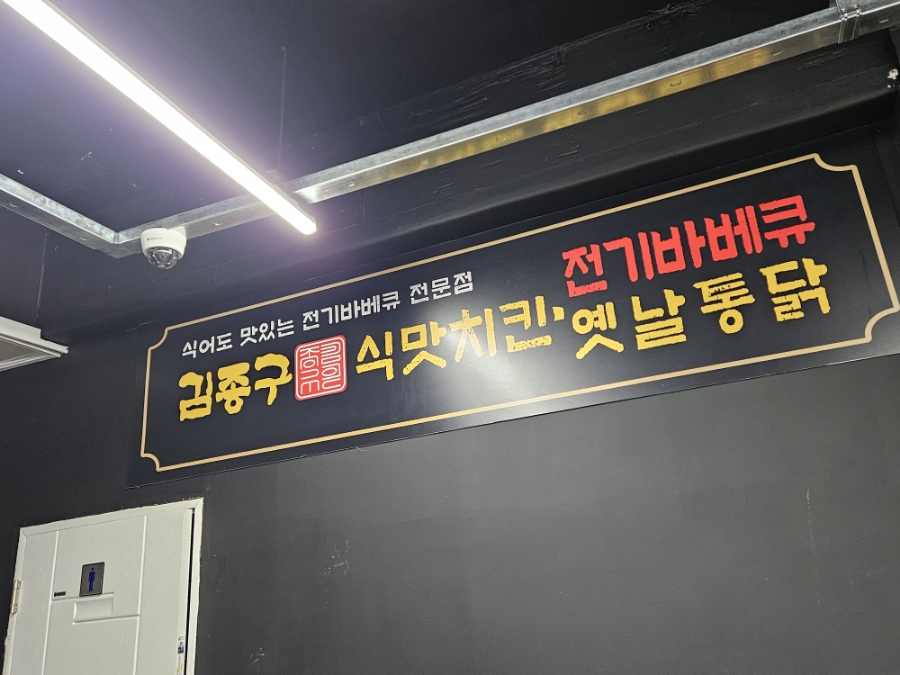 식어도 맛있는 전기바베큐 전문점
김종구 식맛치킨,
전기바베큐
옛날통닭